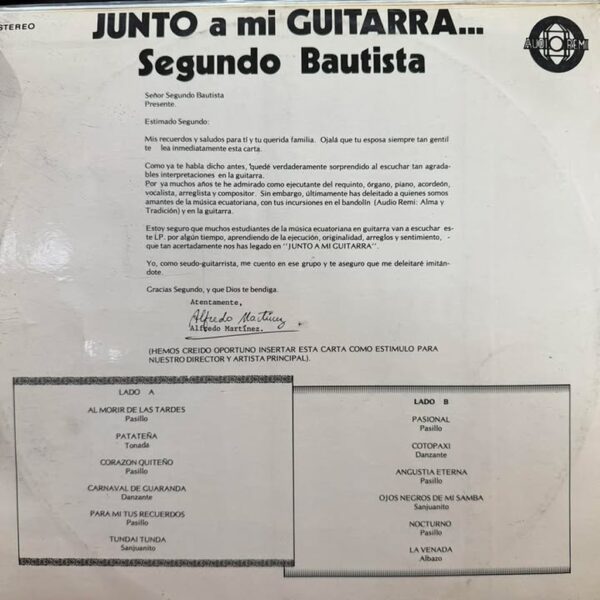 STEREO
JUNTO a mi GUITARRA...
Segundo Bautista
AUDIO REMI
Señor Segundo Bautista
Presente.
Estimado Segundo:
Mis recuerdos y saludos para tí y tu querida familia. Ojalá que tu esposa siempre tan gentil
te lea inmediatamente esta carta.
Como ya te había dicho antes, quedé verdaderamente sorprendido al escuchar tan agrada-
bles interpretaciones en la guitarra.
Por ya muchos años te he admirado como ejecutante del requinto, órgano, piano, acordeón,
vocalista, arreglista y compositor. Sin embargo, últimamente has deleitado a quienes somos
amantes de la música ecuatoriana, con tus incursiones en el bandolín (Audio Remi: Alma y
Tradición) y en la guitarra.
Estoy seguro que muchos estudiantes de la música ecuatoriana en guitarra van a escuchar es-
te LP. por algún tiempo, aprendiendo de la ejecución, originalidad, arreglos y sentimiento, -
que tan acertadamente nos has legado en "JUNTO A MI GUITARRA".
Yo, como seudo-guitarrista, me cuento en ese grupo y te aseguro que me deleitaré imitán-
dote.
Gracias Segundo, y que Dios te bendiga.
Atentamente,
Alfredo Martínez
Alfredo Martínez.
(HEMOS CREIDO OPORTUNO INSERTAR ESTA CARTA COMO ESTIMULO PARA
NUESTRO DIRECTOR Y ARTISTA PRINCIPAL).
LADO A
AL MORIR DE LAS TARDES
Pasillo
PATATEÑA
Tonada
CORAZON QUITEÑO
Pasillo
CARNAVAL DE GUARANDA
Danzante
PARA MI TUS RECUERDOS
Pasillo
TUNDAI TUNDA
Sanjuanito
LADO B
PASIONAL
Pasillo
COTOPAXI
Danzante
ANGUSTIA ETERNA
Pasillo
OJOS NEGROS DE MI SAMBA
Sanjuanito
NOCTURNO
Pasillo
LA VENADA
Albazo